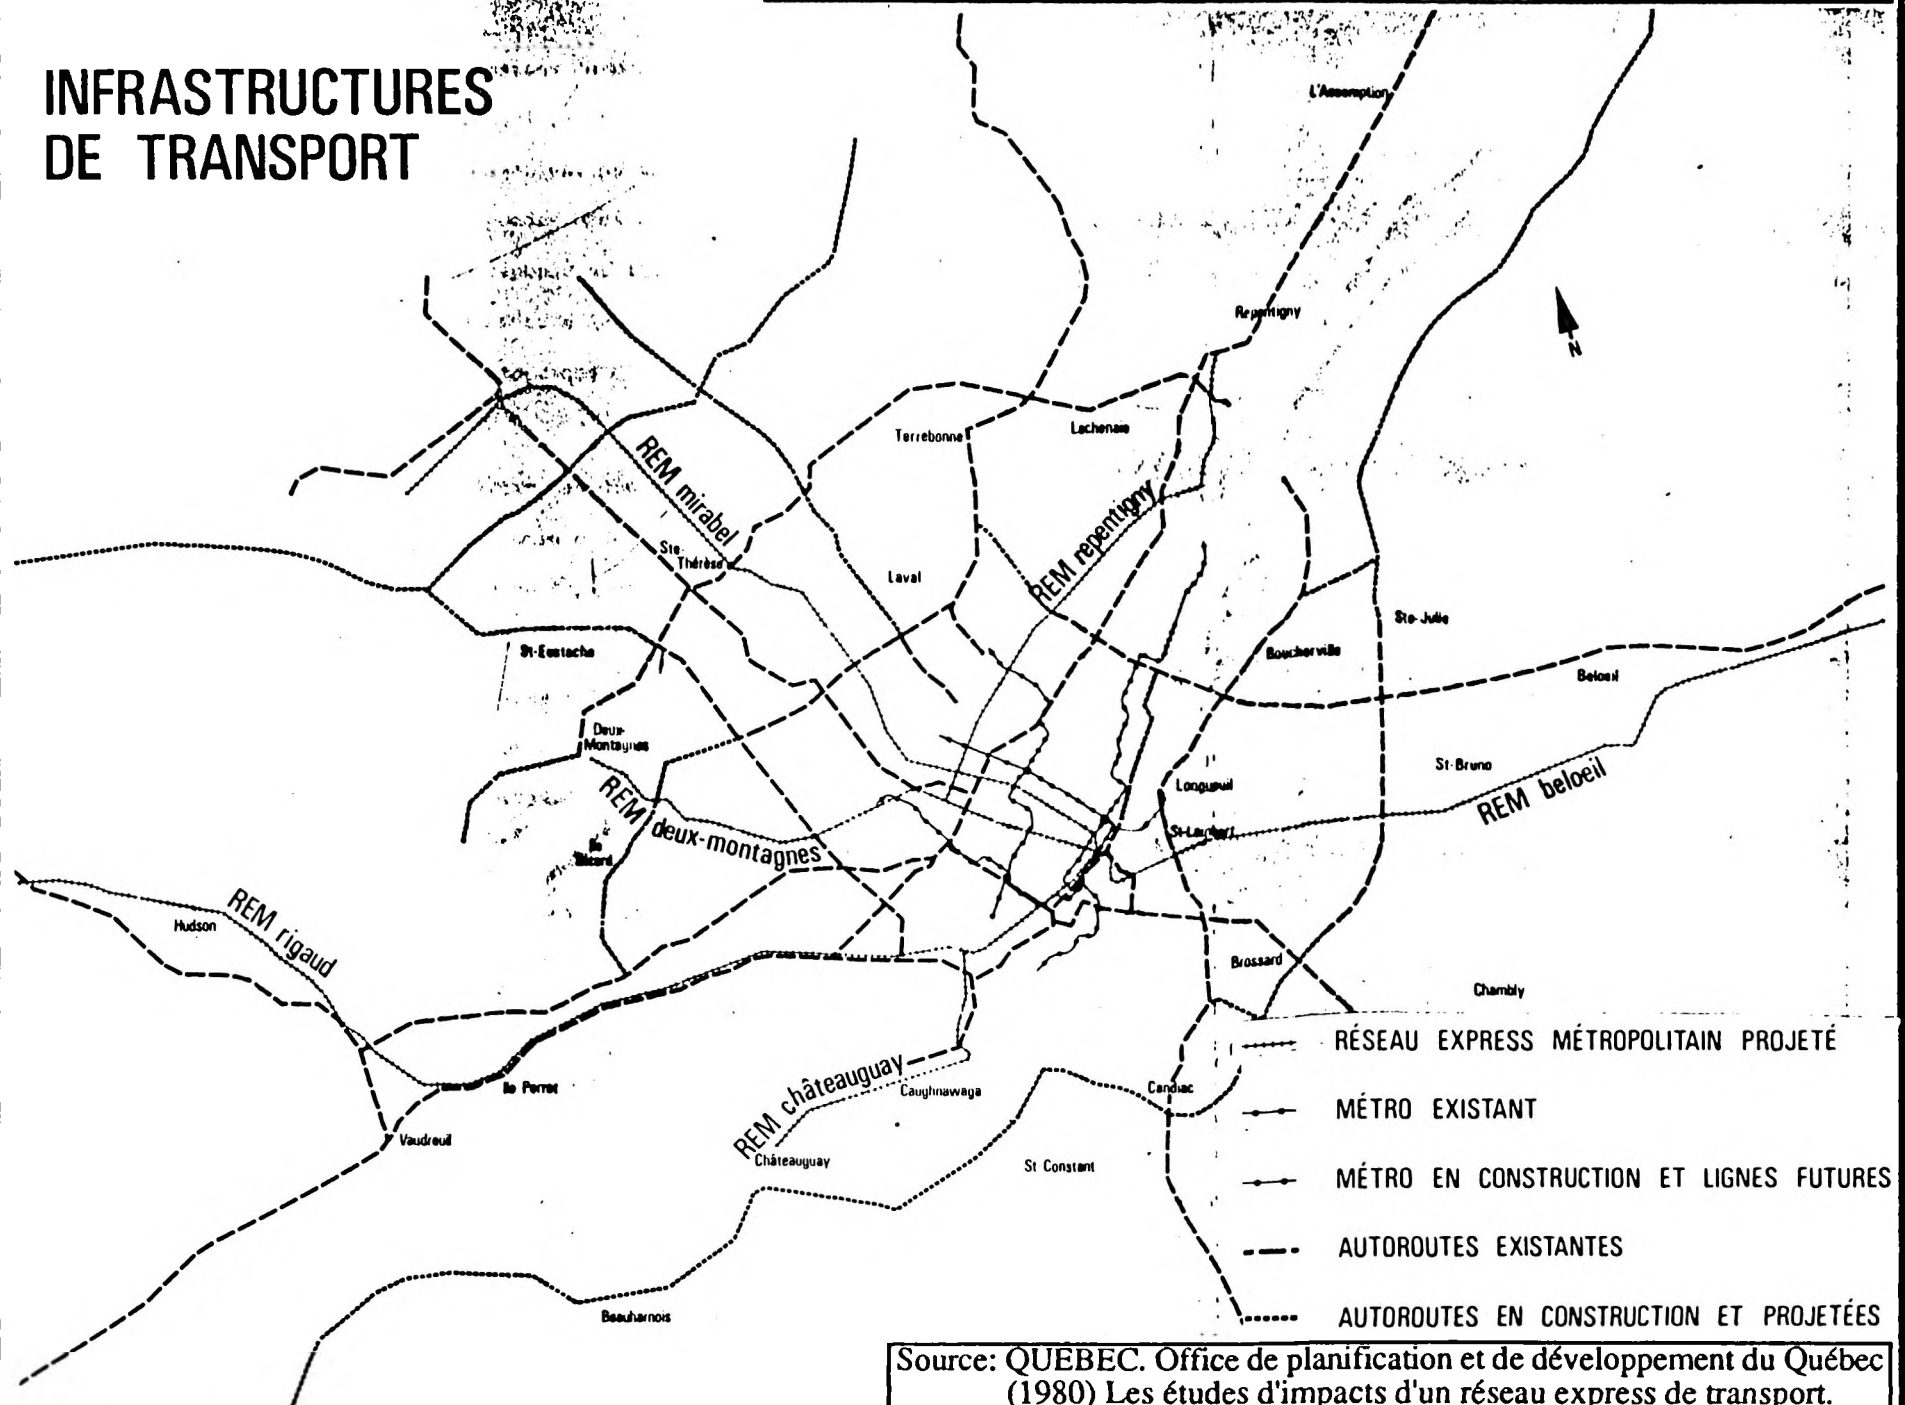 INFRASTRUCTURES
DE TRANSPORT
L'Assomption
Repentigny
Terrebonne
Lachenaie
REM mirabel
REM repentigny
Ste-
Thérèse
Laval
Ste-Julie
St-Eustache
Boucherville
Beloeil
Deux-
Montagnes
St-Bruno
Longueuil
REM beloeil
REM deux-montagnes
St-Lambert
Ile
Bizard
REM rigaud
Hudson
Brossard
Chambly
RÉSEAU EXPRESS MÉTROPOLITAIN PROJETÉ
REM châteauguay
Ile Perrot
Caughnawaga
Candiac
MÉTRO EXISTANT
Vaudreuil
Châteauguay
St Constant
MÉTRO EN CONSTRUCTION ET LIGNES FUTURES
AUTOROUTES EXISTANTES
Beauharnois
AUTOROUTES EN CONSTRUCTION ET PROJETÉES
Source: QUEBEC. Office de planification et de développement du Québec
(1980) Les études d'impacts d'un réseau express de transport.
N